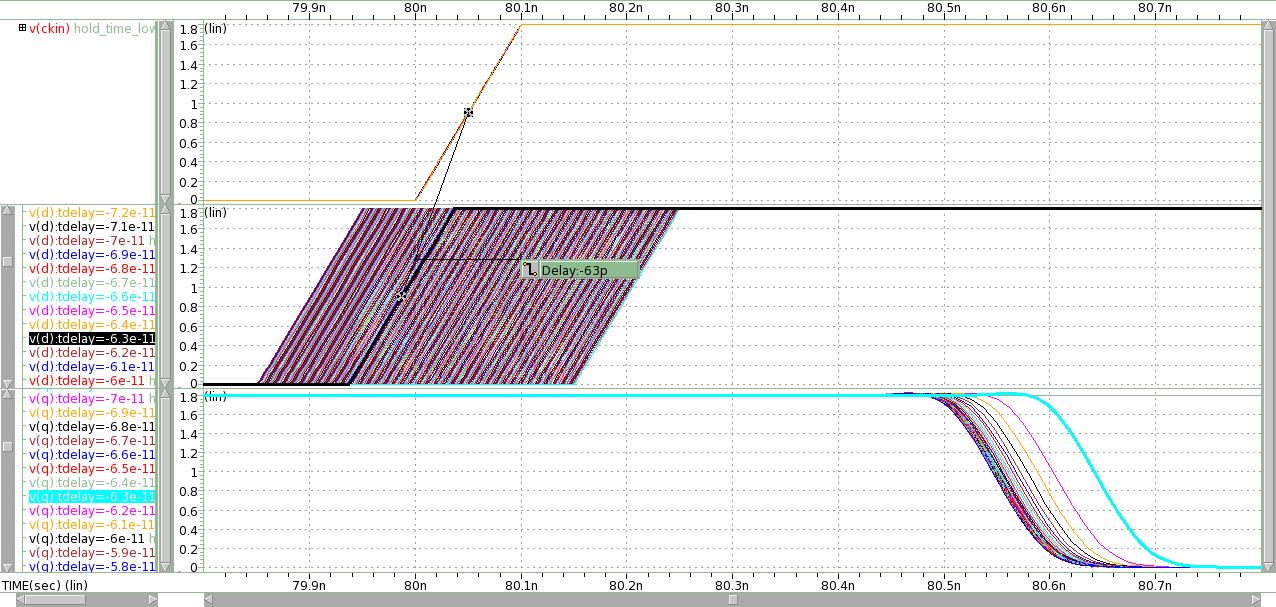 79.9n 80.0n 80.1n 80.2n 80.3n 80.4n 80.5n 80.6n 80.7n
v(ckin) hold_time_low
1.8 (lin)
1.6
1.4
1.2
1
0.8
0.6
0.4
0.2
0
v(d):tdelay=-7.2e-11
v(d):tdelay=-7.1e-11
v(d):tdelay=-7e-11 h
v(d):tdelay=-6.9e-11
v(d):tdelay=-6.8e-11
v(d):tdelay=-6.7e-11
v(d):tdelay=-6.6e-11
v(d):tdelay=-6.5e-11
v(d):tdelay=-6.4e-11
v(d):tdelay=-6.3e-11
v(d):tdelay=-6.2e-11
v(d):tdelay=-6.1e-11
v(d):tdelay=-6e-11 h
1.8 (lin)
1.6
1.4
1.2
1
0.8
0.6
0.4
0.2
0
1 Delay:-63p
v(q):tdelay=-7e-11 h
v(q):tdelay=-6.9e-11
v(q):tdelay=-6.8e-11
v(q):tdelay=-6.7e-11
v(q):tdelay=-6.6e-11
v(q):tdelay=-6.5e-11
v(q):tdelay=-6.4e-11
v(q):tdelay=-6.3e-11
v(q):tdelay=-6.2e-11
v(q):tdelay=-6.1e-11
v(q):tdelay=-6e-11 h
v(q):tdelay=-5.9e-11
v(q):tdelay=-5.8e-11
1.8 (lin)
1.6
1.4
1.2
1
0.8
0.6
0.4
0.2
0
TIME(sec) (lin)
79.9n 80.0n 80.1n 80.2n 80.3n 80.4n 80.5n 80.6n 80.7n